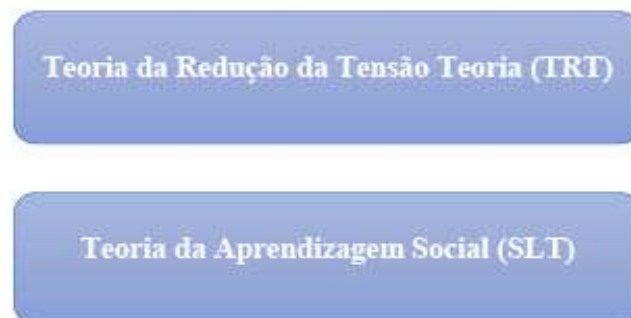 Teoria da Redução da Tensão Teoria (TRT)
Teoria da Aprendizagem Social (SLT)